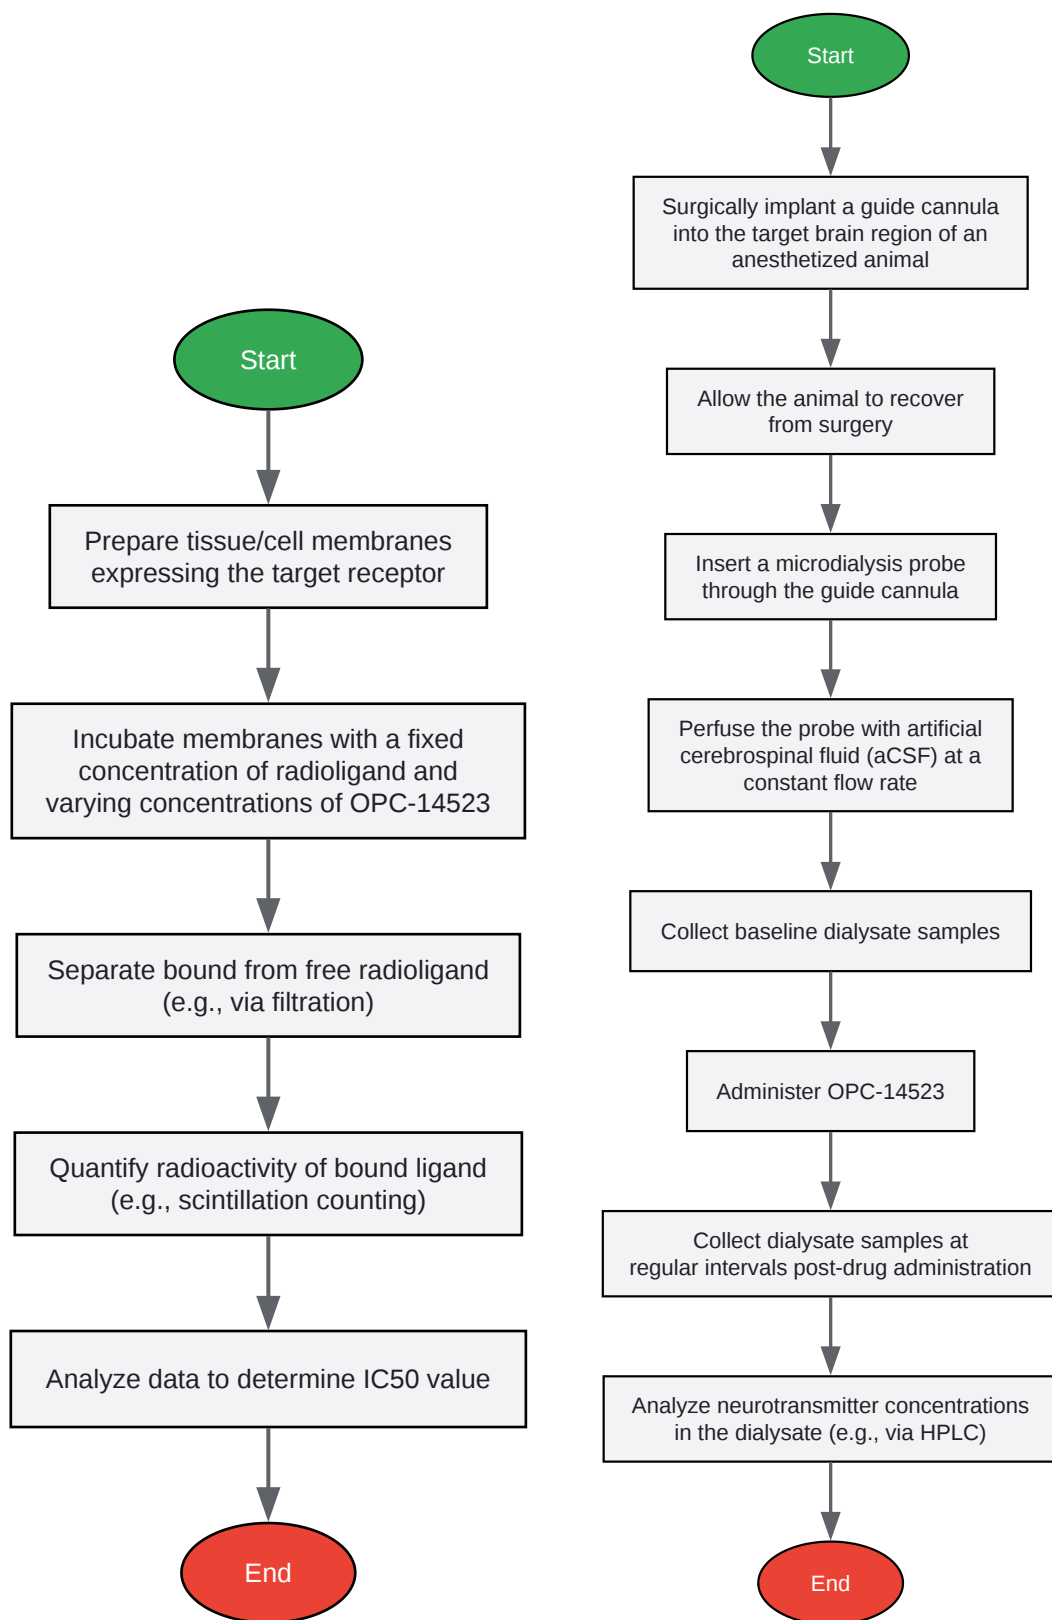 Start
Prepare tissue/cell membranes
expressing the target receptor
Incubate membranes with a fixed
concentration of radioligand and
varying concentrations of OPC-14523
Separate bound from free radioligand
(e.g., via filtration)
Quantify radioactivity of bound ligand
(e.g., scintillation counting)
Analyze data to determine IC50 value
End
Start
Surgically implant a guide cannula
into the target brain region of an
anesthetized animal
Allow the animal to recover
from surgery
Insert a microdialysis probe
through the guide cannula
Perfuse the probe with artificial
cerebrospinal fluid (aCSF) at a
constant flow rate
Collect baseline dialysate samples
Administer OPC-14523
Collect dialysate samples at
regular intervals post-drug administration
Analyze neurotransmitter concentrations
in the dialysate (e.g., via HPLC)
End